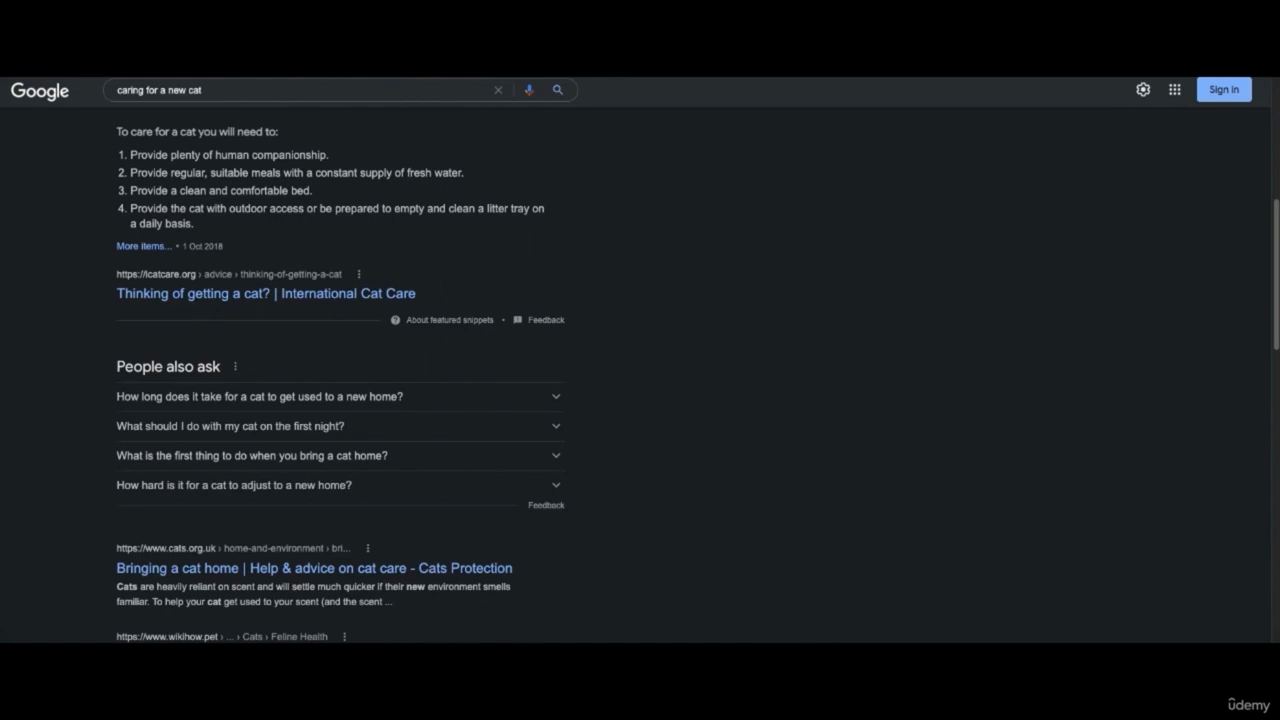 Google
caring for a new cat
Sign in
To care for a cat you will need to:
1. Provide plenty of human companionship.
2. Provide regular, suitable meals with a constant supply of fresh water.
3. Provide a clean and comfortable bed.
4. Provide the cat with outdoor access or be prepared to empty and clean a litter tray on
a daily basis.
More items... • 1 Oct 2018
https://icatcare.org › advice › thinking-of-getting-a-cat
Thinking of getting a cat? | International Cat Care
About featured snippets • Feedback
People also ask
How long does it take for a cat to get used to a new home?
What should I do with my cat on the first night?
What is the first thing to do when you bring a cat home?
How hard is it for a cat to adjust to a new home?
Feedback
https://www.cats.org.uk › home-and-environment › bri...
Bringing a cat home | Help & advice on cat care - Cats Protection
Cats are heavily reliant on scent and will settle much quicker if their new environment smells
familiar. To help your cat get used to your scent (and the scent ...
https://www.wikihow.pet › ... › Cats › Feline Health
ûdemy